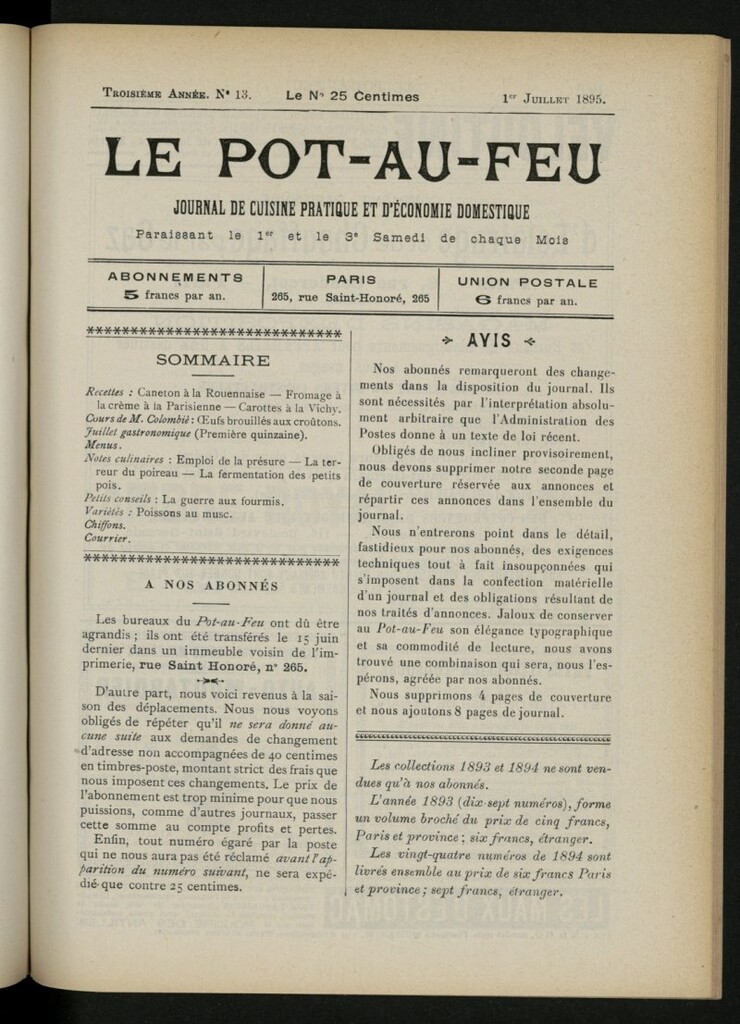 Troisième Année. N° 13. Le N° 25 Centimes 1er Juillet 1895.
LE POT-AU-FEU
JOURNAL DE CUISINE PRATIQUE ET D'ÉCONOMIE DOMESTIQUE
Paraissant le 1er et le 3e Samedi de chaque Mois
ABONNEMENTS
5 francs par an.
PARIS
265, rue Saint-Honoré, 265
UNION POSTALE
6 francs par an.
SOMMAIRE
Recettes : Caneton à la Rouennaise — Fromage à
la crème à la Parisienne — Carottes à la Vichy.
Cours de M. Colombié : Œufs brouillés aux croûtons.
Juillet gastronomique (Première quinzaine).
Menus.
Notes culinaires : Emploi de la présure — La ter-
reur du poireau — La fermentation des petits
pois.
Petits conseils : La guerre aux fourmis.
Variétés : Poissons au musc.
Chiffons.
Courrier.
A NOS ABONNÉS
Les bureaux du Pot-au-Feu ont dû être
agrandis ; ils ont été transférés le 15 juin
dernier dans un immeuble voisin de l'im-
primerie, rue Saint Honoré, n° 265.
D'autre part, nous voici revenus à la sai-
son des déplacements. Nous nous voyons
obligés de répéter qu'il ne sera donné au-
cune suite aux demandes de changement
d'adresse non accompagnées de 40 centimes
en timbres-poste, montant strict des frais que
nous imposent ces changements. Le prix de
l'abonnement est trop minime pour que nous
puissions, comme d'autres journaux, passer
cette somme au compte profits et pertes.
Enfin, tout numéro égaré par la poste
qui ne nous aura pas été réclamé avant l'ap-
parition du numéro suivant, ne sera expé-
dié que contre 25 centimes.
AVIS
Nos abonnés remarqueront des change-
ments dans la disposition du journal. Ils
sont nécessités par l'interprétation absolu-
ment arbitraire que l'Administration des
Postes donne à un texte de loi récent.
Obligés de nous incliner provisoirement,
nous devons supprimer notre seconde page
de couverture réservée aux annonces et
répartir ces annonces dans l'ensemble du
journal.
Nous n'entrerons point dans le détail,
fastidieux pour nos abonnés, des exigences
techniques tout à fait insoupçonnées qui
s'imposent dans la confection matérielle
d'un journal et des obligations résultant de
nos traités d'annonces. Jaloux de conserver
au Pot-au-Feu son élégance typographique
et sa commodité de lecture, nous avons
trouvé une combinaison qui sera, nous l'es-
pérons, agréée par nos abonnés.
Nous supprimons 4 pages de couverture
et nous ajoutons 8 pages de journal.
Les collections 1893 et 1894 ne sont ven-
dues qu'à nos abonnés.
L'année 1893 (dix-sept numéros), forme
un volume broché du prix de cinq francs,
Paris et province ; six francs, étranger.
Les vingt-quatre numéros de 1894 sont
livrés ensemble au prix de six francs Paris
et province ; sept francs, étranger.